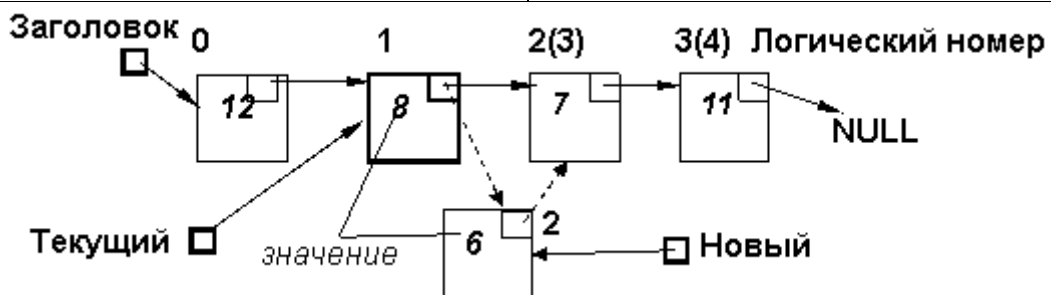 Заголовок 0 1 2(3) 3(4) Логический номер
12 8 7 11
NULL
Текущий значение 6 2 Новый